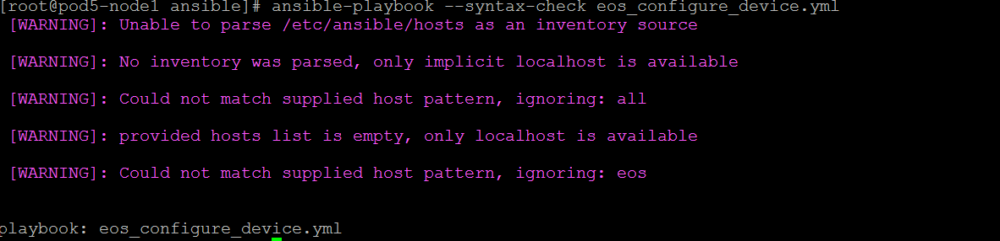 [root@pod5-node1 ansible]# ansible-playbook --syntax-check eos_configure_device.yml
[WARNING]: Unable to parse /etc/ansible/hosts as an inventory source
[WARNING]: No inventory was parsed, only implicit localhost is available
[WARNING]: Could not match supplied host pattern, ignoring: all
[WARNING]: provided hosts list is empty, only localhost is available
[WARNING]: Could not match supplied host pattern, ignoring: eos
playbook: eos_configure_device.yml